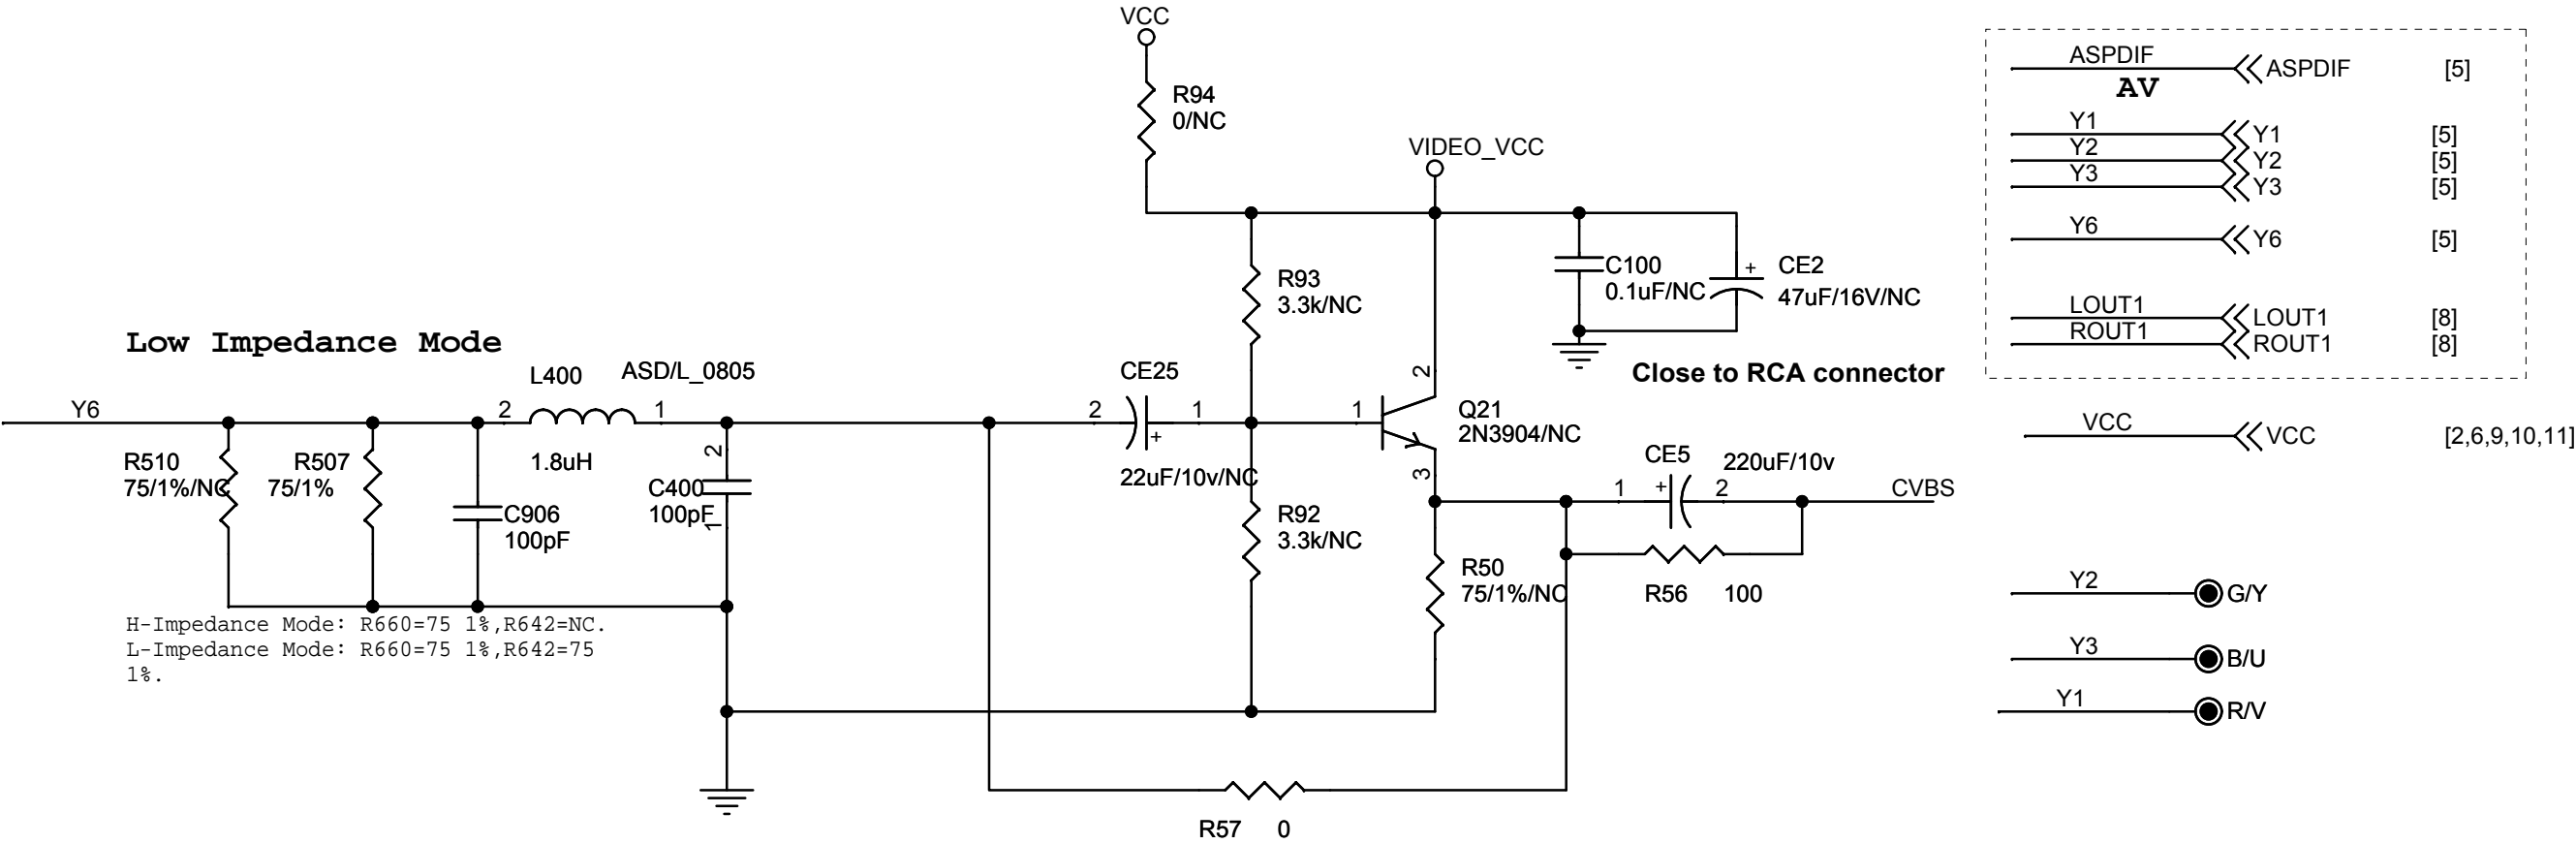 VCC
R94
0/NC
VIDEO_VCC
R93
3.3k/NC
C100
0.1uF/NC
+
CE2
47uF/16V/NC
Low Impedance Mode
L400
ASD/L_0805
CE25
2
Close to RCA connector
Y6
2
1
2
1
+
1
Q21
2N3904/NC
R510
75/1%/NC
R507
75/1%
1.8uH
2
C400
100pF
1
22uF/10v/NC
3
CE5
220uF/10v
1
+
2
CVBS
C906
100pF
R92
3.3k/NC
R50
75/1%/NC
R56
100
H-Impedance Mode: R660=75 1%,R642=NC.
L-Impedance Mode: R660=75 1%,R642=75
1%.
R57
0
ASPDIF
ASPDIF
[5]
AV
Y1
Y1
[5]
Y2
Y2
[5]
Y3
Y3
[5]
Y6
Y6
[5]
LOUT1
LOUT1
[8]
ROUT1
ROUT1
[8]
VCC
VCC
[2,6,9,10,11]
Y2
G/Y
Y3
B/U
Y1
R/V